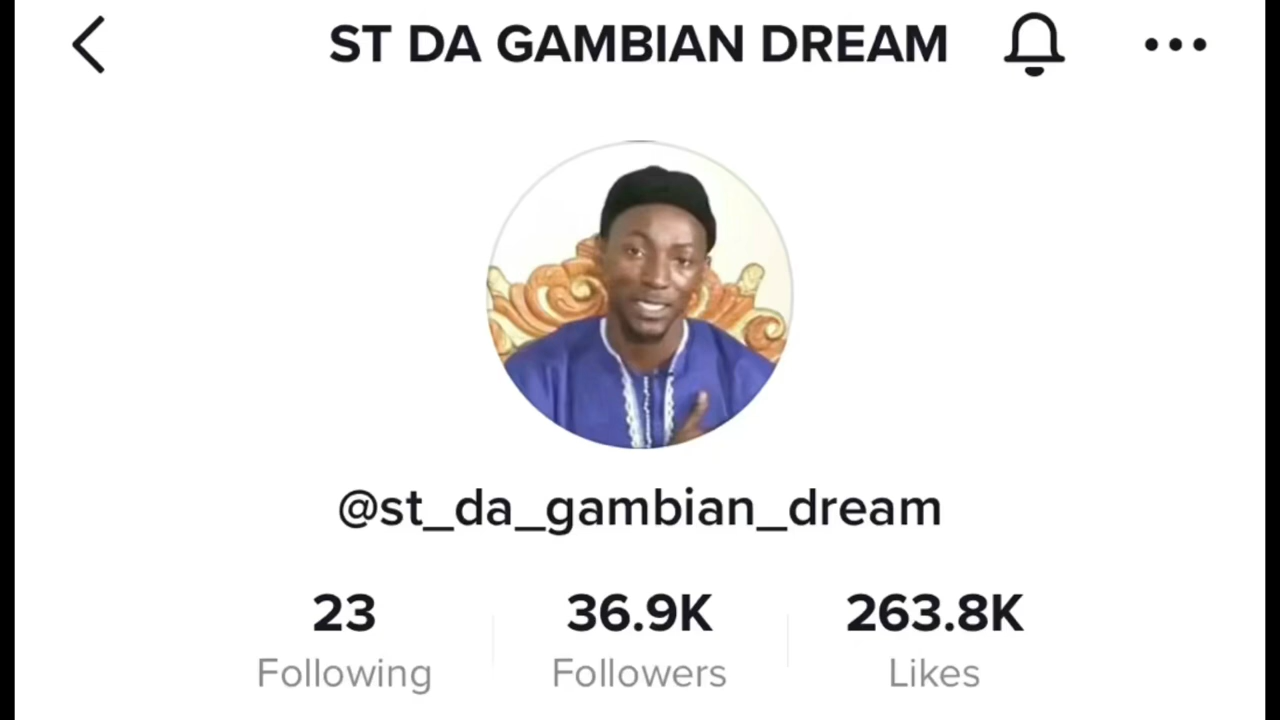 ST DA GAMBIAN DREAM
@st_da_gambian_dream
23 36.9K 263.8K
Following Followers Likes